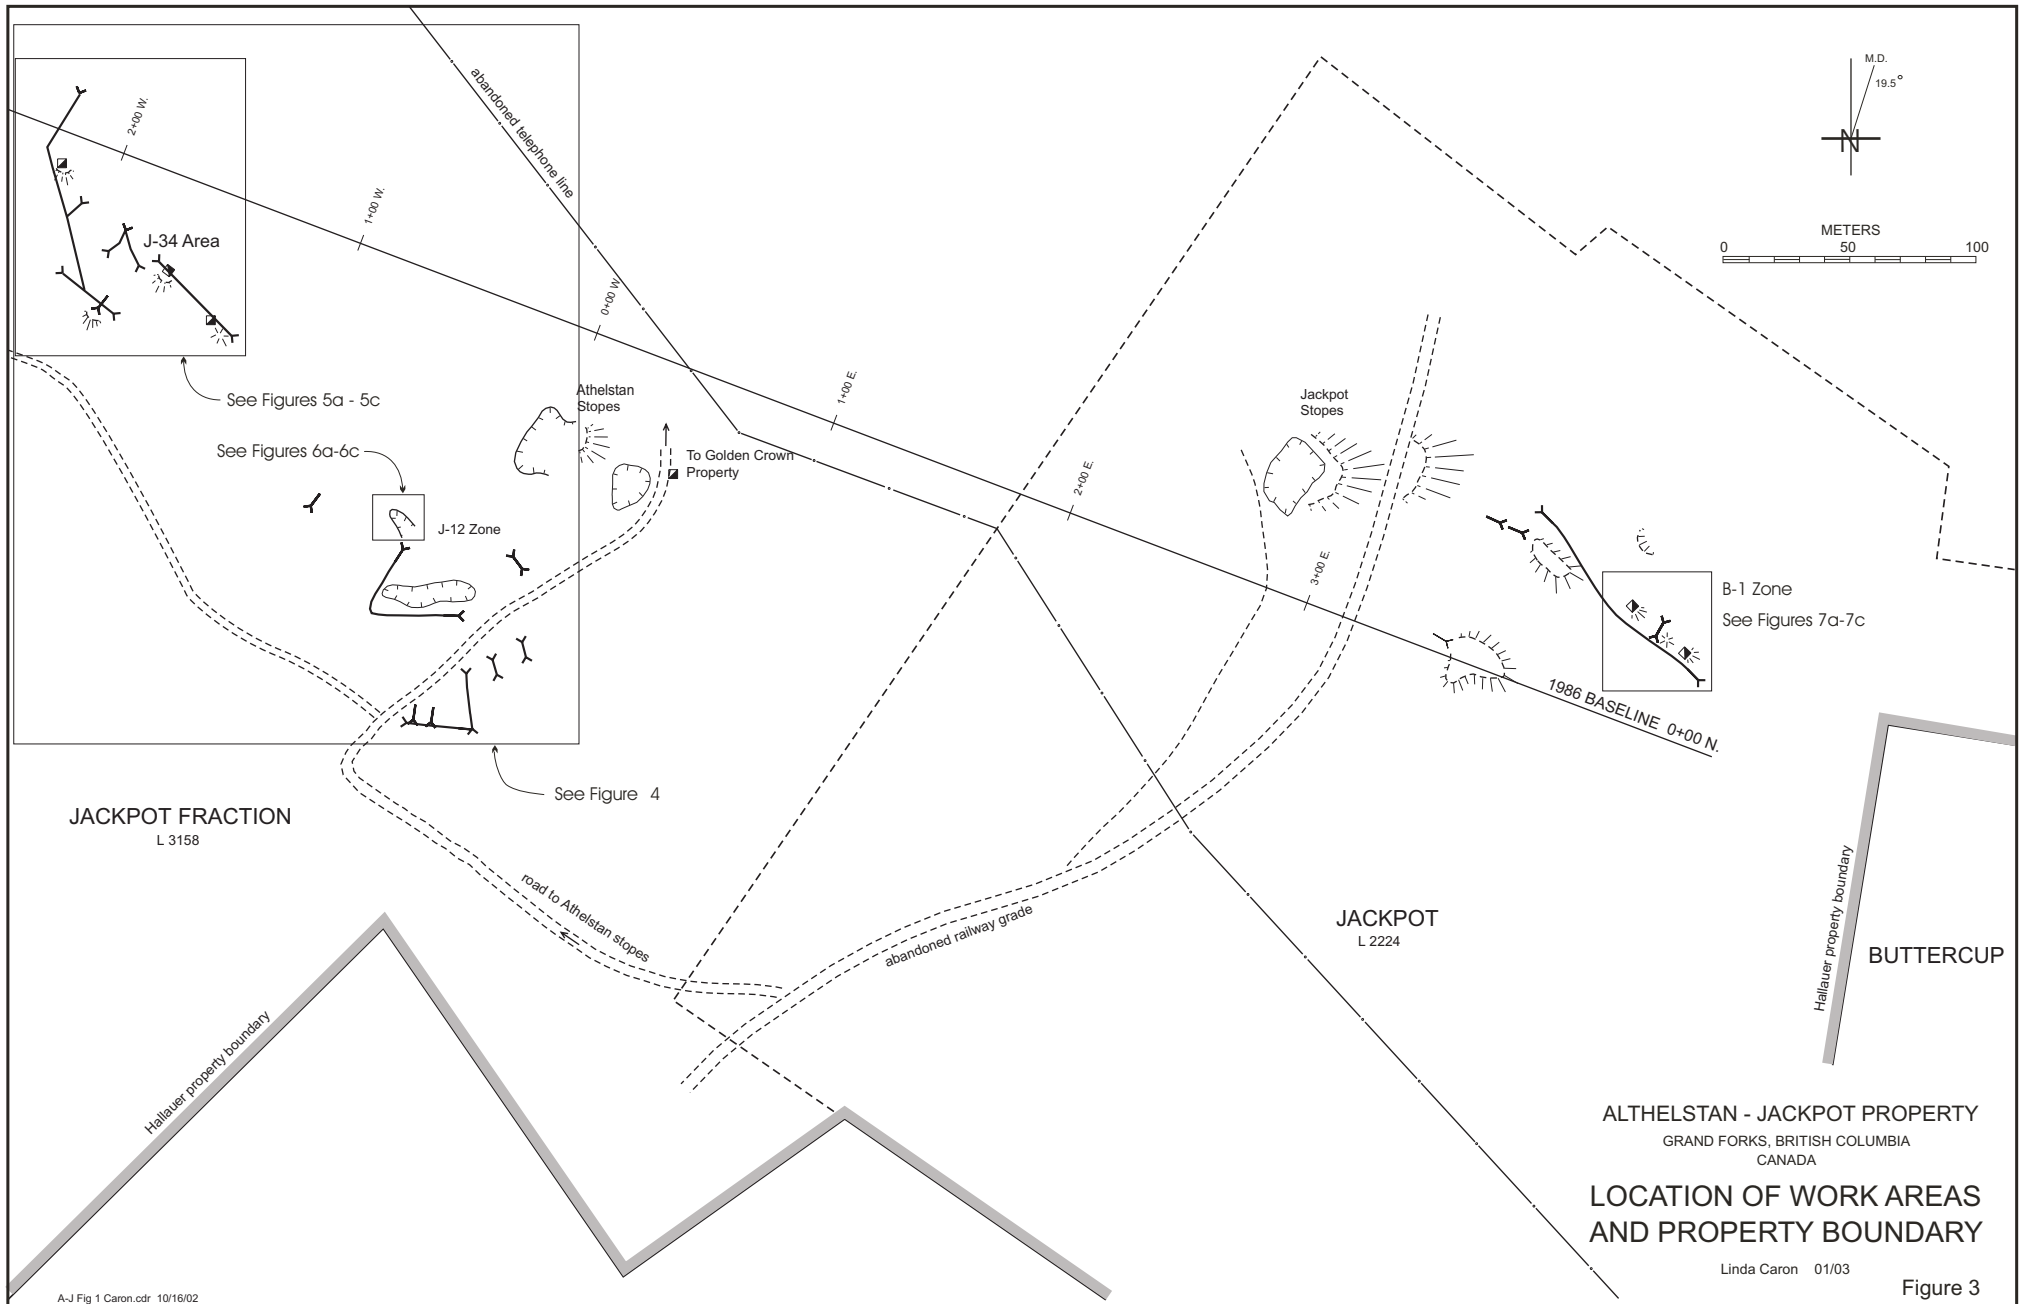 M.D.
19.5°
N
METERS
0 50 100
abandoned telephone line
2+00 W.
1+00 W.
0+00 W.
1+00 E.
2+00 E.
3+00 E.
J-34 Area
See Figures 5a - 5c
Athelstan
Stopes
See Figures 6a-6c
To Golden Crown
Property
J-12 Zone
Jackpot
Stopes
B-1 Zone
See Figures 7a-7c
1986 BASELINE 0+00 N.
See Figure 4
JACKPOT FRACTION
L 3158
road to Athelstan stopes
abandoned railway grade
JACKPOT
L 2224
Hallauer property boundary
BUTTERCUP
Hallauer property boundary
ALTHELSTAN - JACKPOT PROPERTY
GRAND FORKS, BRITISH COLUMBIA
CANADA
LOCATION OF WORK AREAS
AND PROPERTY BOUNDARY
Linda Caron 01/03
Figure 3
A-J Fig 1 Caron.cdr 10/16/02